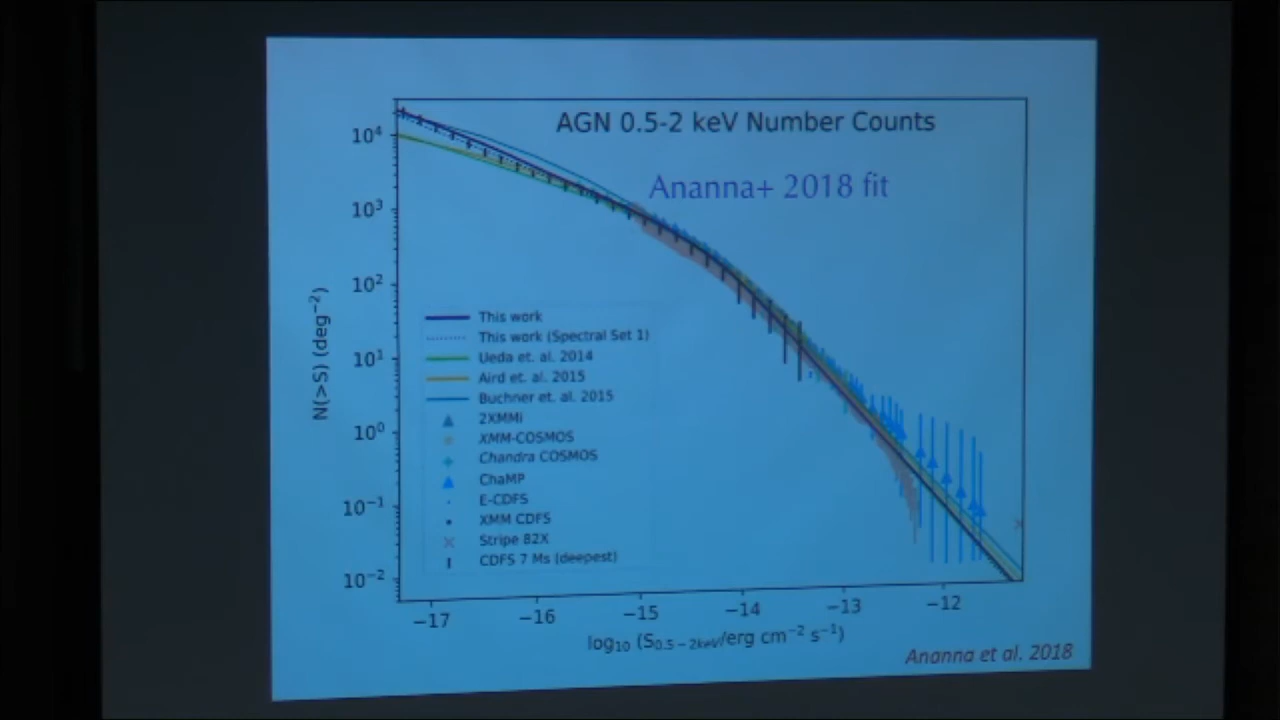 AGN 0.5-2 keV Number Counts
Ananna+ 2018 fit
10⁴
10³
10²
10¹
10⁰
10⁻¹
10⁻²
N(>S) (deg⁻²)
This work
This work (Spectral Set 1)
Ueda et. al. 2014
Aird et. al. 2015
Buchner et. al. 2015
2XMMi
XMM-COSMOS
Chandra COSMOS
ChaMP
E-CDFS
XMM CDFS
Stripe 82X
CDFS 7 Ms (deepest)
−17 −16 −15 −14 −13 −12
log₁₀ (S₀.₅₋₂ₖₑV/erg cm⁻² s⁻¹)
Ananna et al. 2018